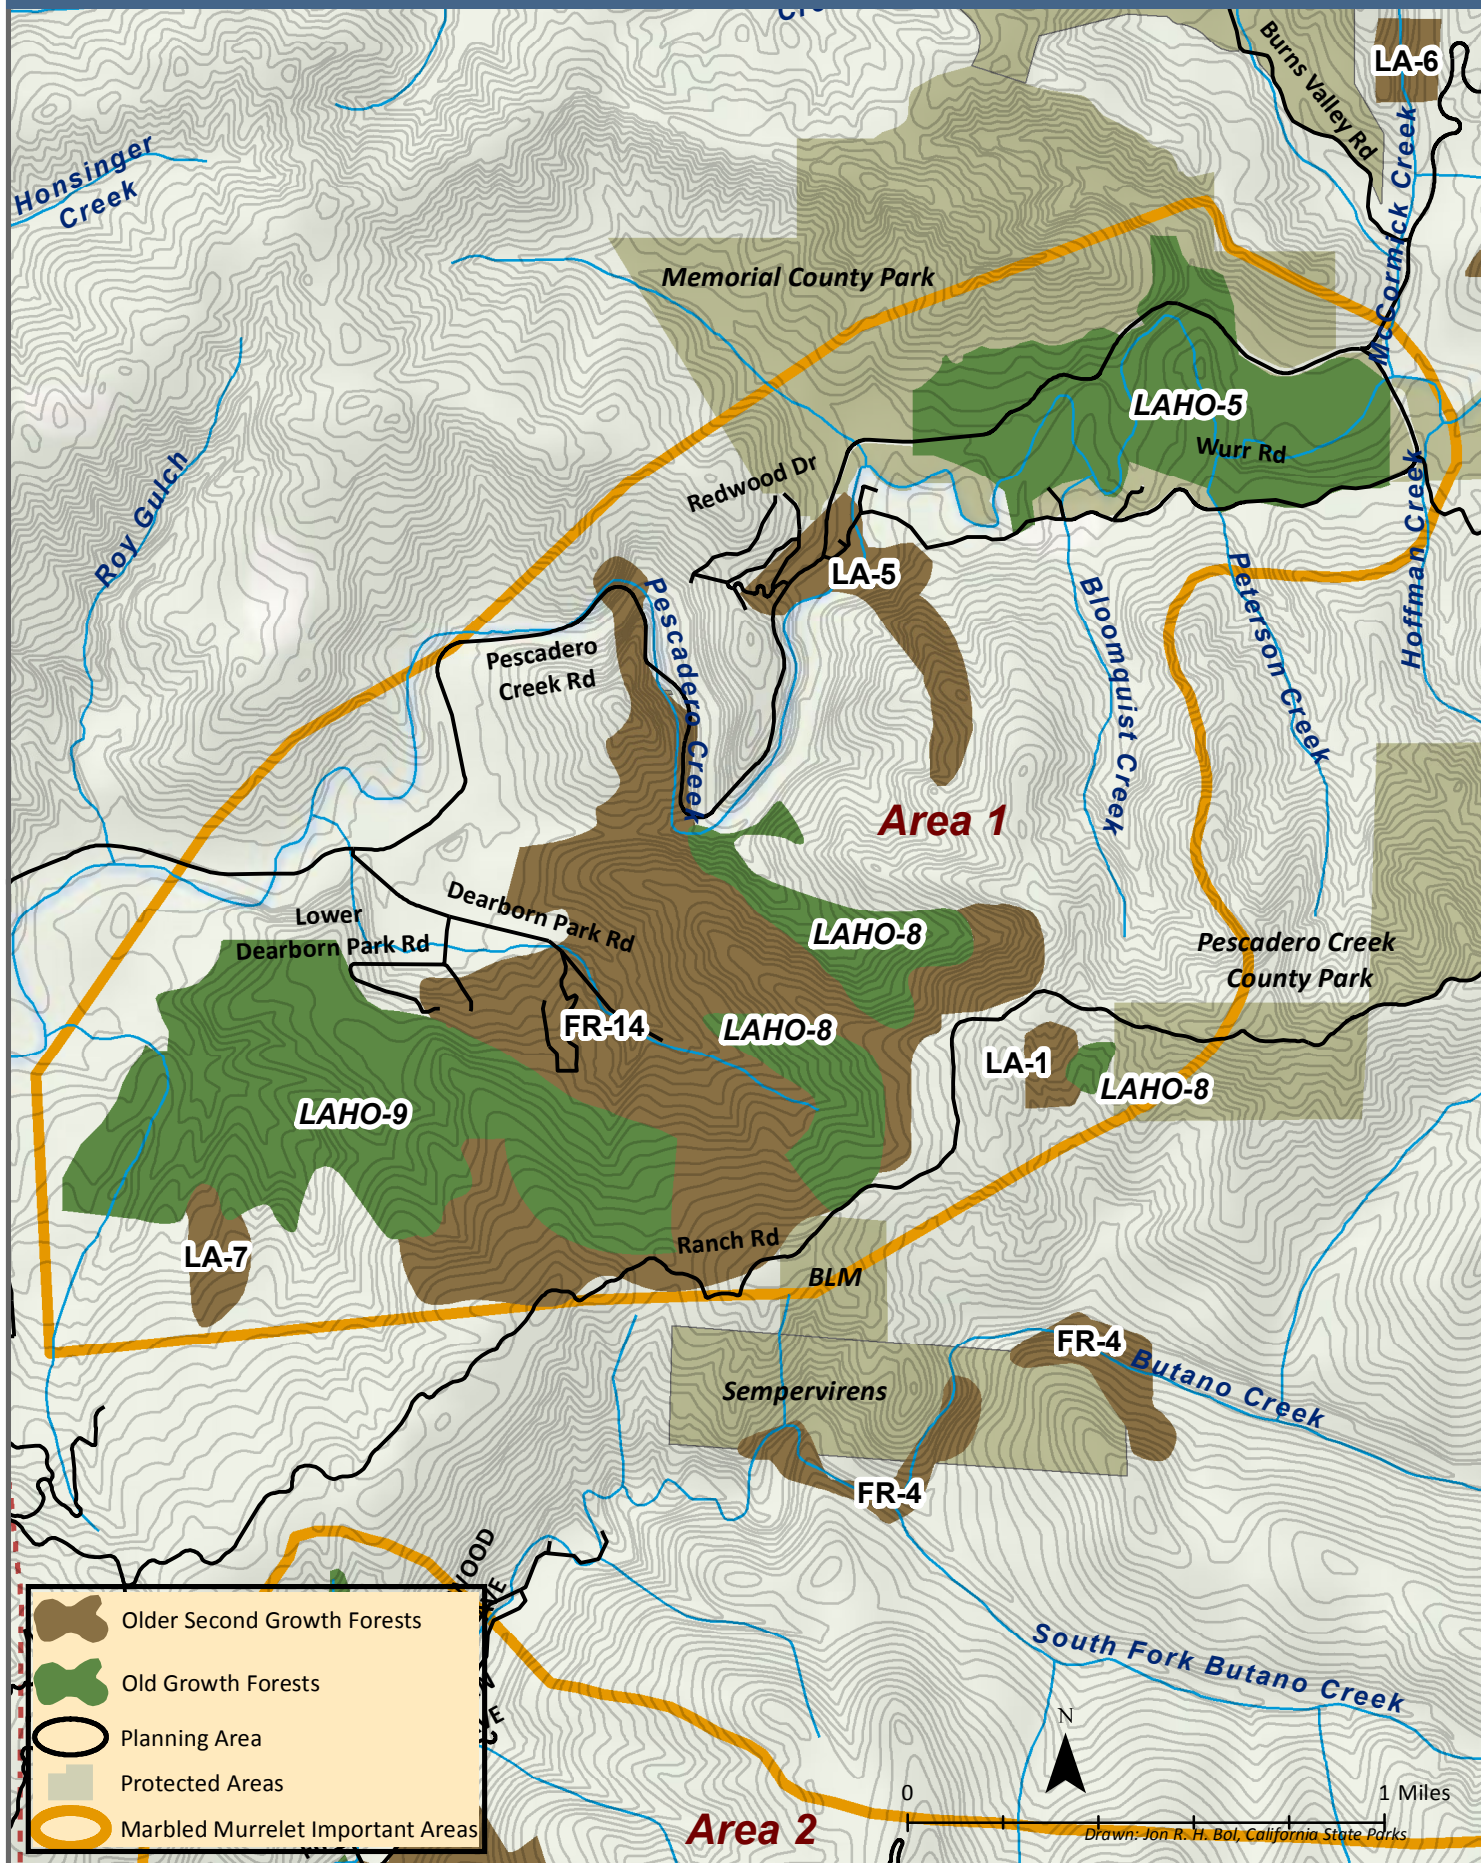 Burns Valley Rd
LA-6
Honsinger
Creek
McCormick Creek
Memorial County Park
LAHO-5
Wurr Rd
Redwood Dr
Roy Gulch
LA-5
Pescadero Creek
Pescadero
Creek Rd
Bloomquist Creek
Peterson Creek
Hoffman Creek
Area 1
Dearborn Park Rd
Lower
Dearborn Park Rd
LAHO-8
Pescadero Creek
County Park
FR-14
LAHO-8
LA-1
LAHO-8
LAHO-9
LA-7
Ranch Rd
BLM
FR-4
Butano Creek
Sempervirens
FR-4
South Fork Butano Creek
Older Second Growth Forests
Old Growth Forests
Planning Area
Protected Areas
Marbled Murrelet Important Areas
N
0
1 Miles
Area 2
Drawn: Jon R. H. Bol, California State Parks